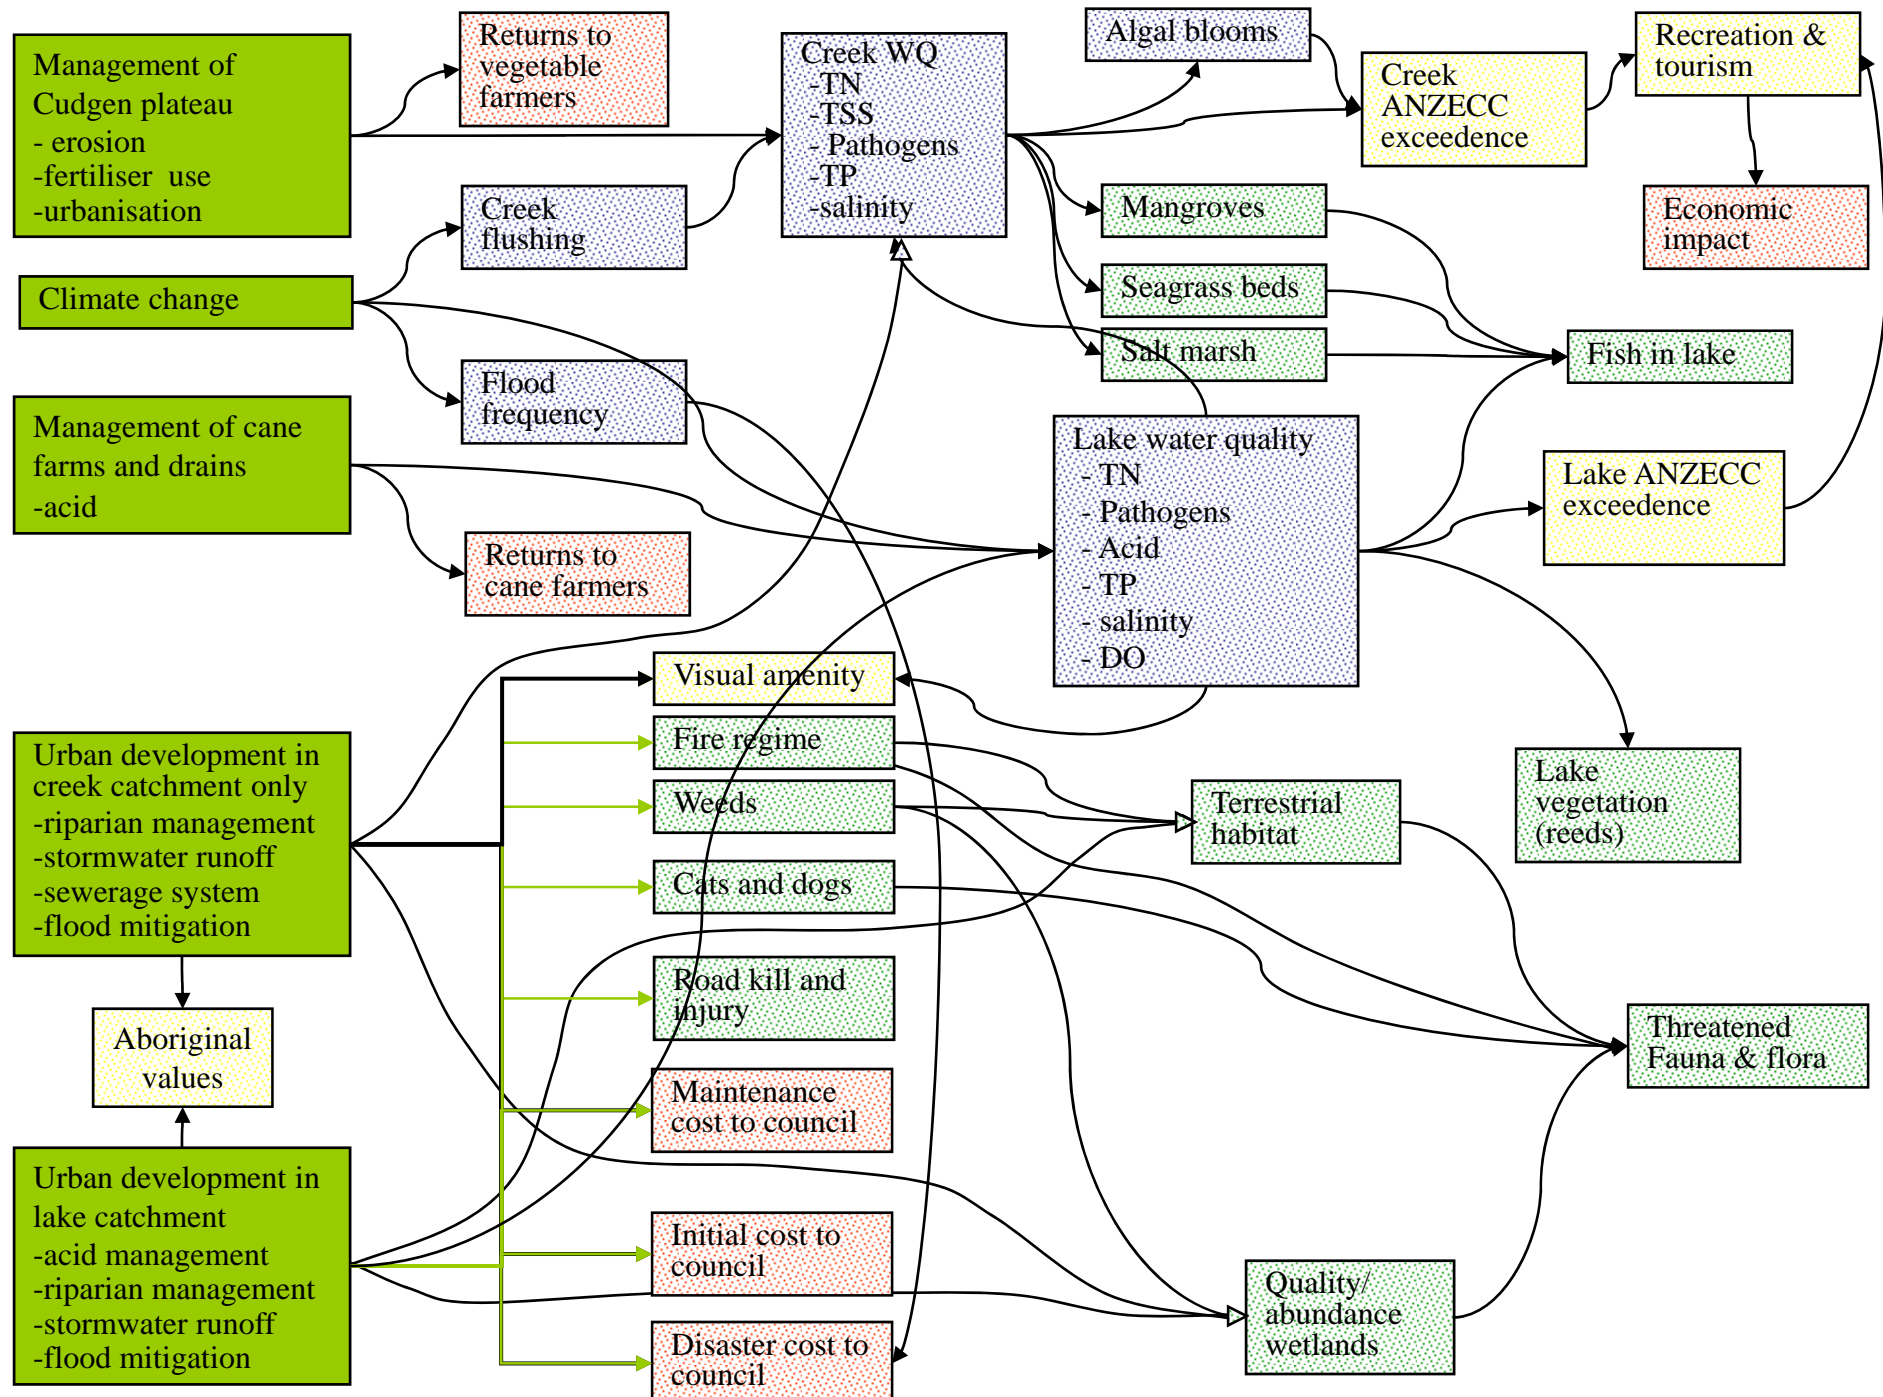 Management of
Cudgen plateau
- erosion
-fertiliser  use
-urbanisation
Returns to
vegetable
farmers
Creek WQ
-TN
-TSS
- Pathogens
-TP
-salinity
Algal blooms
Creek
ANZECC
exceedence
Recreation &
tourism
Economic
impact
Creek
flushing
Mangroves
Seagrass beds
Salt marsh
Fish in lake
Climate change
Flood
frequency
Management of cane
farms and drains
-acid
Returns to
cane farmers
Lake water quality
- TN
- Pathogens
- Acid
- TP
- salinity
- DO
Lake ANZECC
exceedence
Visual amenity
Fire regime
Weeds
Cats and dogs
Road kill and
injury
Maintenance
cost to council
Initial cost to
council
Disaster cost to
council
Terrestrial
habitat
Lake
vegetation
(reeds)
Urban development in
creek catchment only
-riparian management
-stormwater runoff
-sewerage system
-flood mitigation
Aboriginal
values
Urban development in
lake catchment
-acid management
-riparian management
-stormwater runoff
-flood mitigation
Threatened
Fauna & flora
Quality/
abundance
wetlands